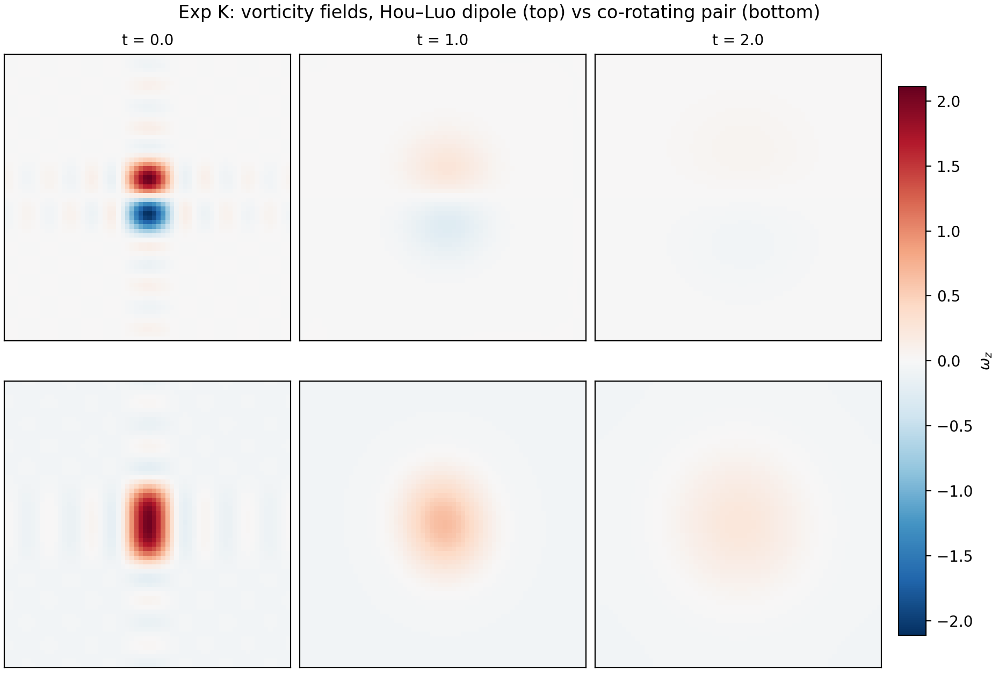 Exp K: vorticity fields, Hou–Luo dipole (top) vs co-rotating pair (bottom)
t = 0.0
t = 1.0
t = 2.0
2.0
1.5
1.0
0.5
0.0
−0.5
−1.0
−1.5
−2.0
ω_z